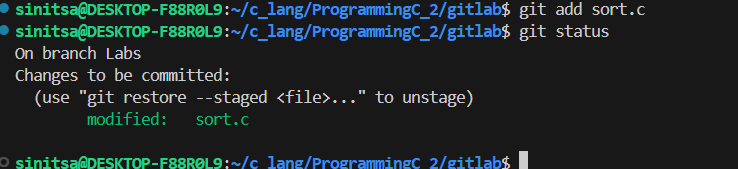 sinitsa@DESKTOP-F88R0L9:~/c_lang/ProgrammingC_2/gitlab$ git add sort.c
sinitsa@DESKTOP-F88R0L9:~/c_lang/ProgrammingC_2/gitlab$ git status
On branch Labs
Changes to be committed:
  (use "git restore --staged <file>..." to unstage)
        modified:   sort.c

sinitsa@DESKTOP-F88R0L9:~/c_lang/ProgrammingC_2/gitlab$